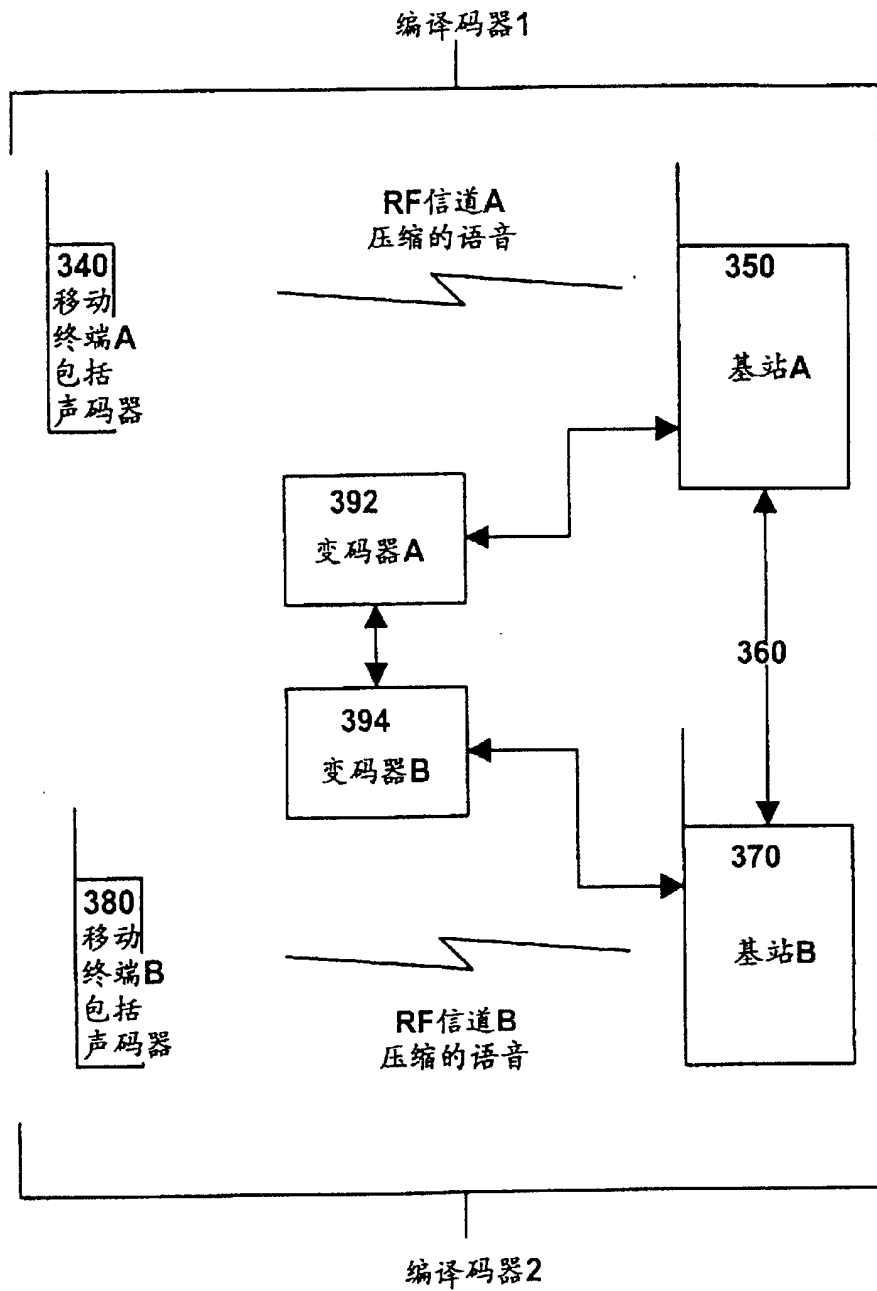 编译码器1
RF信道A
压缩的语音
340
移动
终端A
包括
声码器
350
基站A
392
变码器A
360
394
变码器B
370
基站B
380
移动
终端B
包括
声码器
RF信道B
压缩的语音
编译码器2